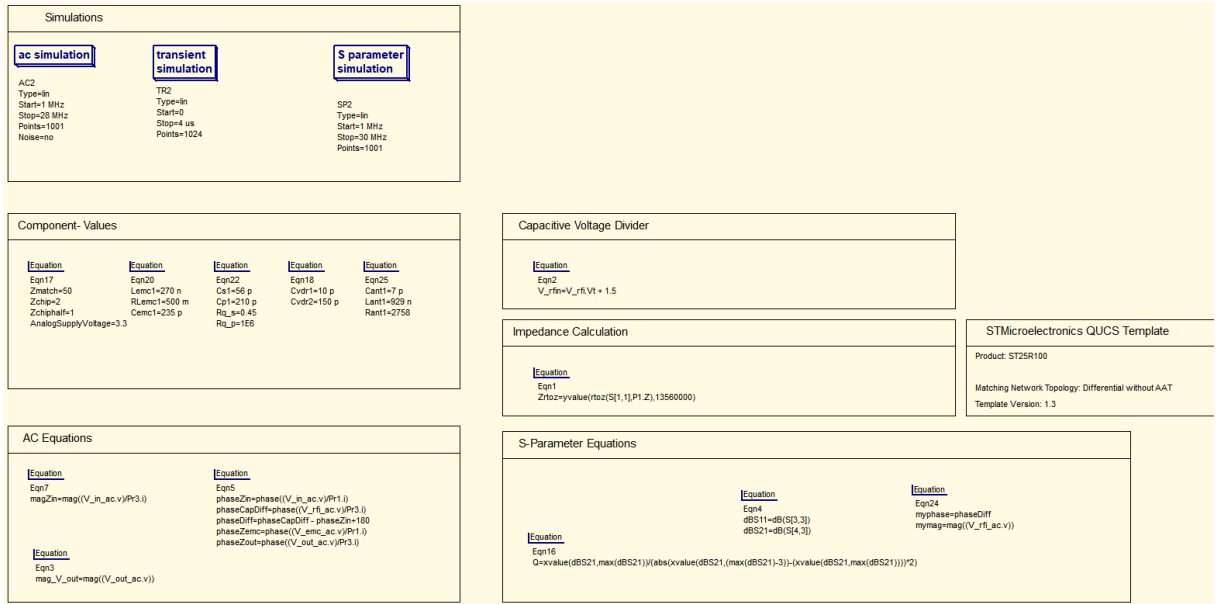 Simulations
ac simulation
AC2
Type=lin
Start=1 MHz
Stop=28 MHz
Points=1001
Noise=no
transient
simulation
TR2
Type=lin
Start=0
Stop=4 us
Points=1024
S parameter
simulation
SP2
Type=lin
Start=1 MHz
Stop=30 MHz
Points=1001
Component- Values
Equation
Eqn17
Zmatch=50
Zchip=2
Zchiphalf=1
AnalogSupplyVoltage=3.3
Equation
Eqn20
Lemc1=270 n
RLemc1=500 m
Cemc1=235 p
Equation
Eqn22
Cs1=56 p
Cp1=210 p
Rq_s=0.45
Rq_p=1E6
Equation
Eqn18
Cvdr1=10 p
Cvdr2=150 p
Equation
Eqn25
Cant1=7 p
Lant1=929 n
Rant1=2758
Capacitive Voltage Divider
Equation
Eqn2
V_rfin=V_rfi.Vt + 1.5
Impedance Calculation
Equation
Eqn1
Zrtoz=yvalue(rtoz(S[1,1],P1.Z),13560000)
STMicroelectronics QUCS Template
Product: ST25R100
Matching Network Topology: Differential without AAT
Template Version: 1.3
AC Equations
Equation
Eqn7
magZin=mag((V_in_ac.v)/Pr3.i)
Equation
Eqn5
phaseZin=phase((V_in_ac.v)/Pr1.i)
phaseCapDiff=phase((V_rfi_ac.v)/Pr3.i)
phaseDiff=phaseCapDiff - phaseZin+180
phaseZemc=phase((V_emc_ac.v)/Pr1.i)
phaseZout=phase((V_out_ac.v)/Pr3.i)
Equation
Eqn3
mag_V_out=mag((V_out_ac.v))
S-Parameter Equations
Equation
Eqn4
dBS11=dB(S[3,3])
dBS21=dB(S[4,3])
Equation
Eqn24
myphase=phaseDiff
mymag=mag((V_rfi_ac.v))
Equation
Eqn16
Q=xvalue(dBS21,max(dBS21))/(abs(xvalue(dBS21,(max(dBS21)-3))-(xvalue(dBS21,max(dBS21))))*2)